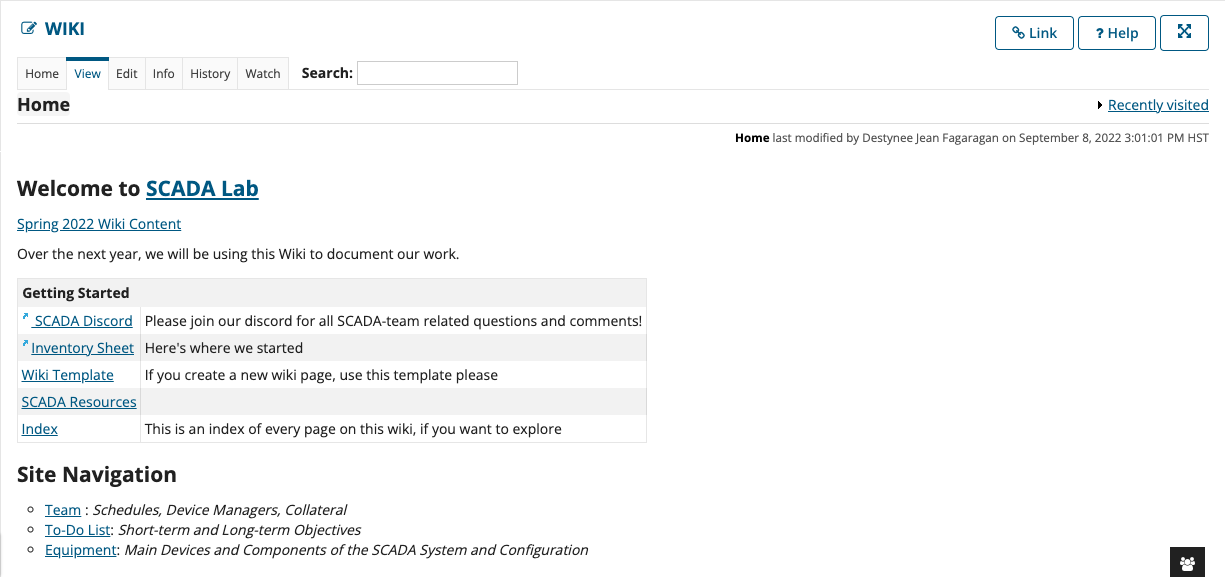 WIKI
Link
? Help
Home View Edit Info History Watch Search:
Home
Recently visited
Home last modified by Destynee Jean Fagaragan on September 8, 2022 3:01:01 PM HST
Welcome to SCADA Lab
Spring 2022 Wiki Content
Over the next year, we will be using this Wiki to document our work.
Getting Started
SCADA Discord Please join our discord for all SCADA-team related questions and comments!
Inventory Sheet Here's where we started
Wiki Template If you create a new wiki page, use this template please
SCADA Resources
Index This is an index of every page on this wiki, if you want to explore
Site Navigation
Team : Schedules, Device Managers, Collateral
To-Do List: Short-term and Long-term Objectives
Equipment: Main Devices and Components of the SCADA System and Configuration